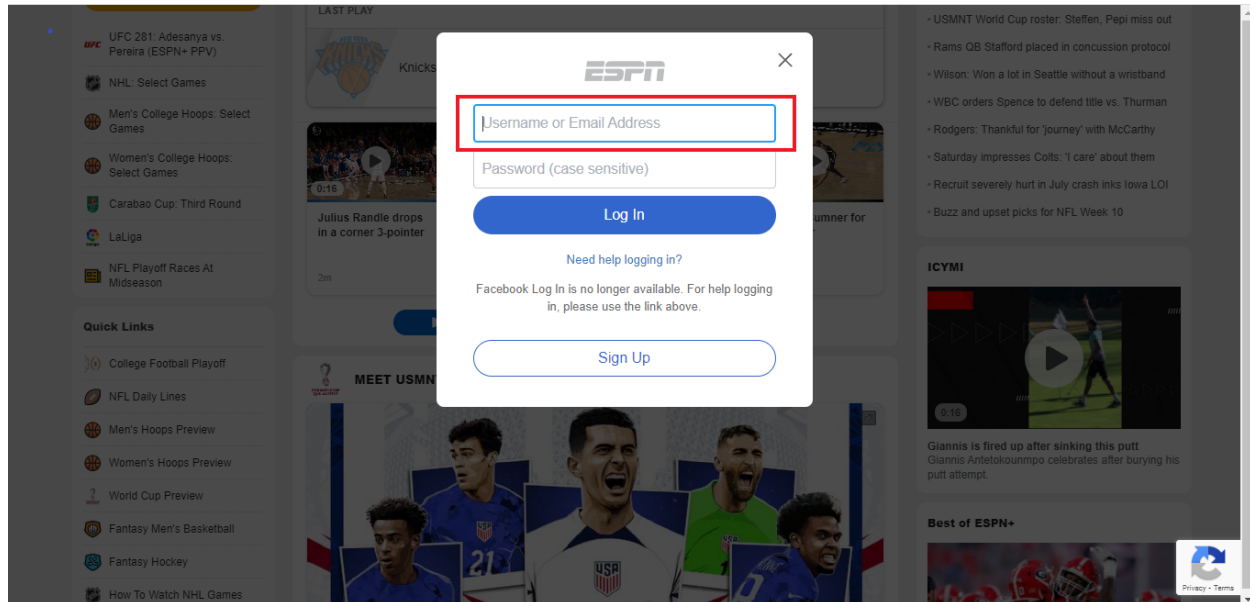 LAST PLAY
UFC 281: Adesanya vs.
Pereira (ESPN+ PPV)
NHL: Select Games
Men's College Hoops: Select
Games
Women's College Hoops:
Select Games
Carabao Cup: Third Round
LaLiga
NFL Playoff Races At
Midseason
Quick Links
College Football Playoff
NFL Daily Lines
Men's Hoops Preview
Women's Hoops Preview
World Cup Preview
Fantasy Men's Basketball
Fantasy Hockey
How To Watch NHL Games
KNICKS
Knicks
0:16
Julius Randle drops
in a corner 3-pointer
2m
umner for
MEET USMN
21
USA
ESPN
Username or Email Address
Password (case sensitive)
Log In
Need help logging in?
Facebook Log In is no longer available. For help logging
in, please use the link above.
Sign Up
USMNT World Cup roster: Steffen, Pepi miss out
Rams QB Stafford placed in concussion protocol
Wilson: Won a lot in Seattle without a wristband
WBC orders Spence to defend title vs. Thurman
Rodgers: Thankful for 'journey' with McCarthy
Saturday impresses Colts: 'I care' about them
Recruit severely hurt in July crash inks Iowa LOI
Buzz and upset picks for NFL Week 10
ICYMI
0:16
Giannis is fired up after sinking this putt
Giannis Antetokounmpo celebrates after burying his
putt attempt.
Best of ESPN+
Privacy - Terms